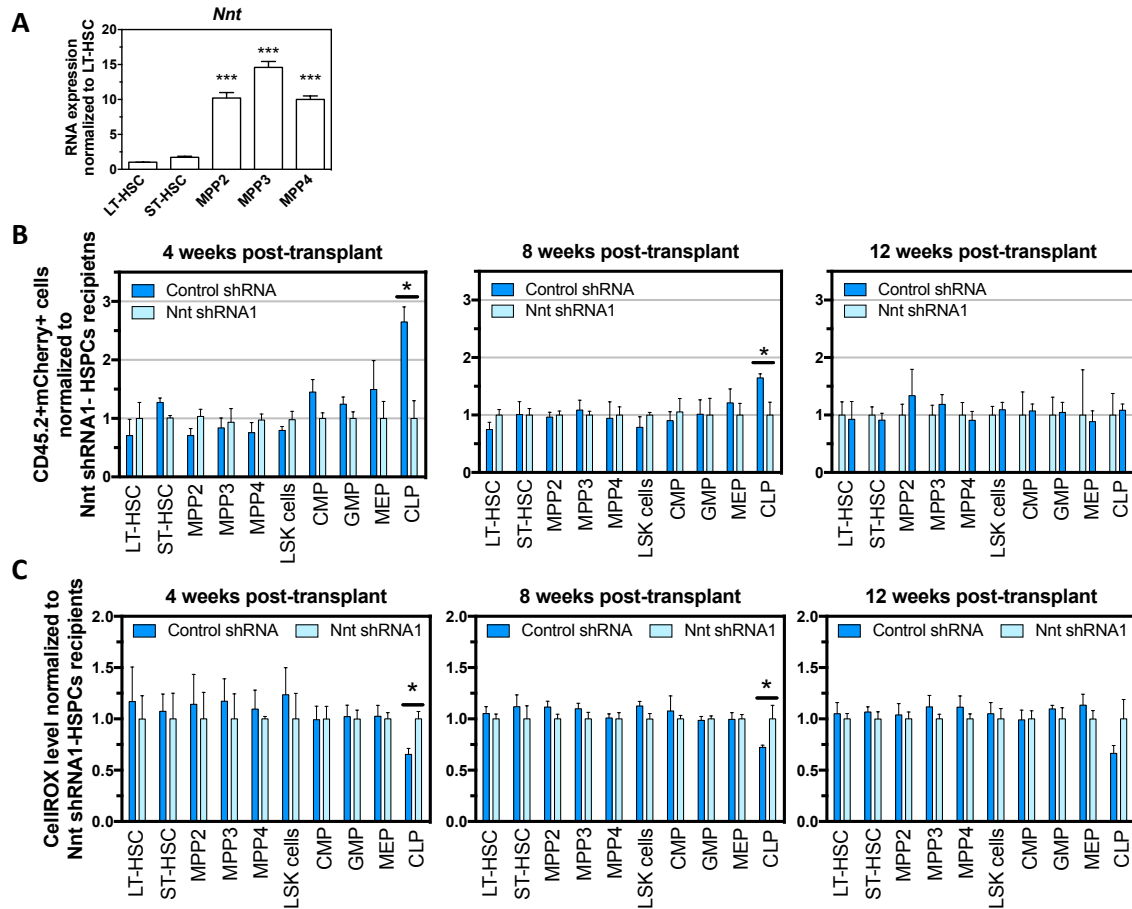 A
Nnt
RNA expression
normalized to LT-HSC
25
20
15
10
5
0
***
***
***
LT-HSC
ST-HSC
MPP2
MPP3
MPP4
B
CD45.2+mCherry+ cells
normalized to
Nnt shRNA1- HSPCs recipietns
4 weeks post-transplant
Control shRNA
Nnt shRNA1
*
3
2
1
0
LT-HSC
ST-HSC
MPP2
MPP3
MPP4
LSK cells
CMP
GMP
MEP
CLP
8 weeks post-transplant
Control shRNA
Nnt shRNA1
*
3
2
1
0
LT-HSC
ST-HSC
MPP2
MPP3
MPP4
LSK cells
CMP
GMP
MEP
CLP
12 weeks post-transplant
Control shRNA
Nnt shRNA1
3
2
1
0
LT-HSC
ST-HSC
MPP2
MPP3
MPP4
LSK cells
CMP
GMP
MEP
CLP
C
CellROX level normalized to
Nnt shRNA1-HSPCs recipients
4 weeks post-transplant
Control shRNA Nnt shRNA1
*
2.0
1.5
1.0
0.5
0.0
LT-HSC
ST-HSC
MPP2
MPP3
MPP4
LSK cells
CMP
GMP
MEP
CLP
8 weeks post-transplant
Control shRNA Nnt shRNA1
*
2.0
1.5
1.0
0.5
0.0
LT-HSC
ST-HSC
MPP2
MPP3
MPP4
LSK cells
CMP
GMP
MEP
CLP
12 weeks post-transplant
Control shRNA Nnt shRNA1
2.0
1.5
1.0
0.5
0.0
LT-HSC
ST-HSC
MPP2
MPP3
MPP4
LSK cells
CMP
GMP
MEP
CLP